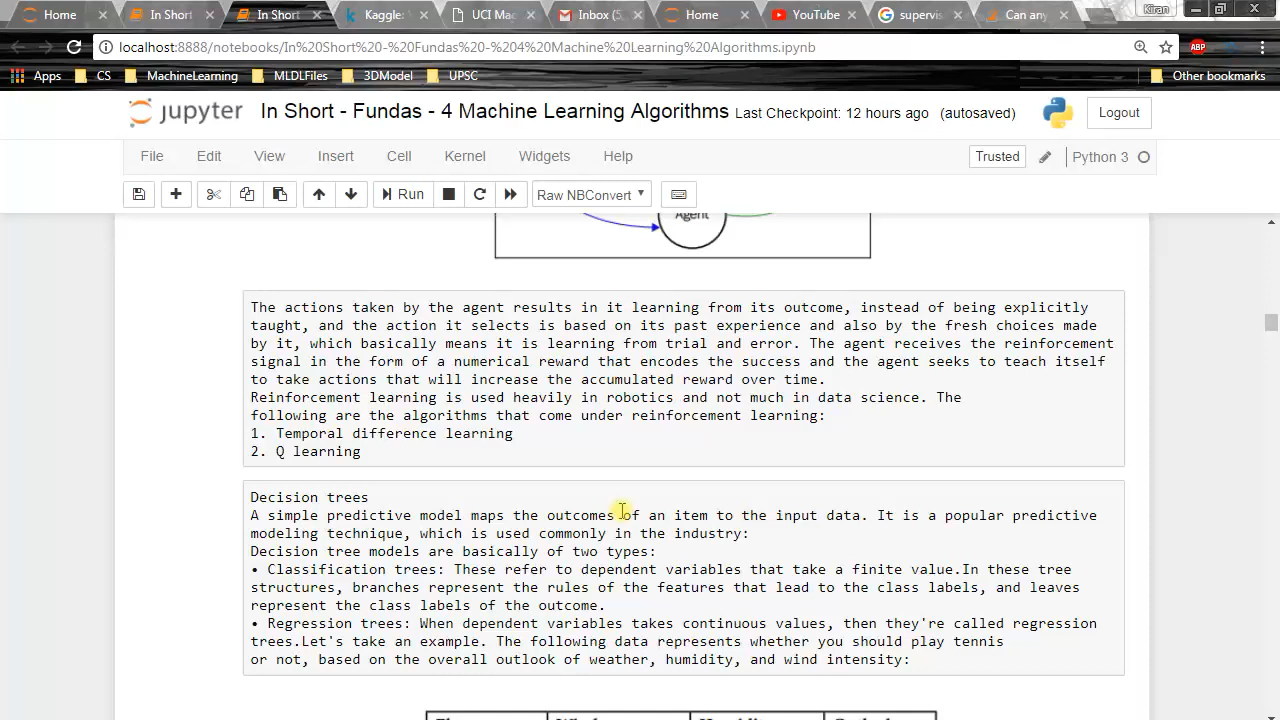 Home
In Short
In Short
Kaggle:
UCI Mac
Inbox (5
Home
YouTube
supervis
Can any
Kiran
localhost:8888/notebooks/In%20Short%20-%20Fundas%20-%204%20Machine%20Learning%20Algorithms.ipynb
ABP
Apps CS MachineLearning MLDLFiles 3DModel UPSC Other bookmarks
jupyter In Short - Fundas - 4 Machine Learning Algorithms Last Checkpoint: 12 hours ago (autosaved) Logout
File Edit View Insert Cell Kernel Widgets Help Trusted Python 3
Run Raw NBConvert
Agent
The actions taken by the agent results in it learning from its outcome, instead of being explicitly
taught, and the action it selects is based on its past experience and also by the fresh choices made
by it, which basically means it is learning from trial and error. The agent receives the reinforcement
signal in the form of a numerical reward that encodes the success and the agent seeks to teach itself
to take actions that will increase the accumulated reward over time.
Reinforcement learning is used heavily in robotics and not much in data science. The
following are the algorithms that come under reinforcement learning:
1. Temporal difference learning
2. Q learning
Decision trees
A simple predictive model maps the outcomes of an item to the input data. It is a popular predictive
modeling technique, which is used commonly in the industry:
Decision tree models are basically of two types:
• Classification trees: These refer to dependent variables that take a finite value.In these tree
structures, branches represent the rules of the features that lead to the class labels, and leaves
represent the class labels of the outcome.
• Regression trees: When dependent variables takes continuous values, then they're called regression
trees.Let's take an example. The following data represents whether you should play tennis
or not, based on the overall outlook of weather, humidity, and wind intensity: